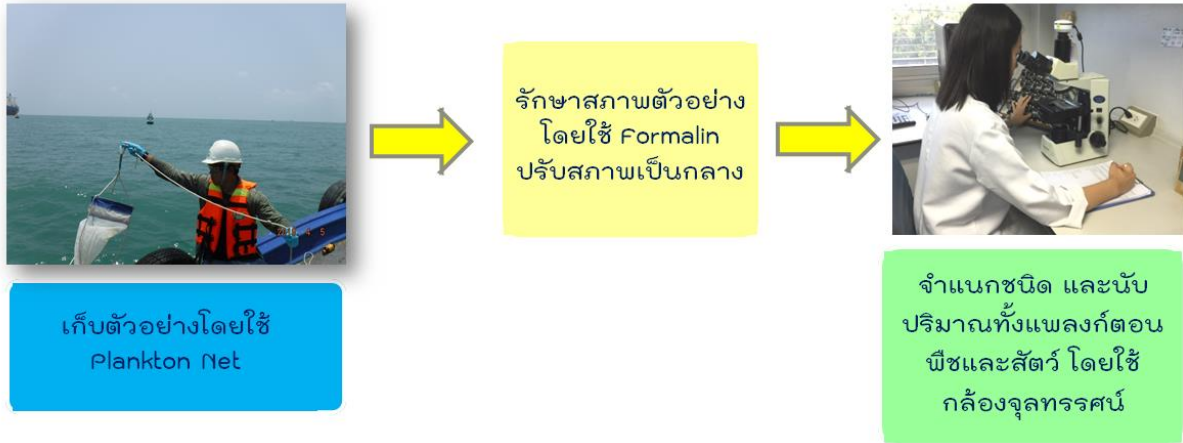 รักษาสภาพตัวอย่าง
โดยใช้ Formalin
ปรับสภาพเป็นกลาง
เก็บตัวอย่างโดยใช้
Plankton Net
จำแนกชนิด และนับ
ปริมาณทั้งแพลงก์ตอน
พืชและสัตว์ โดยใช้
กล้องจุลทรรศน์